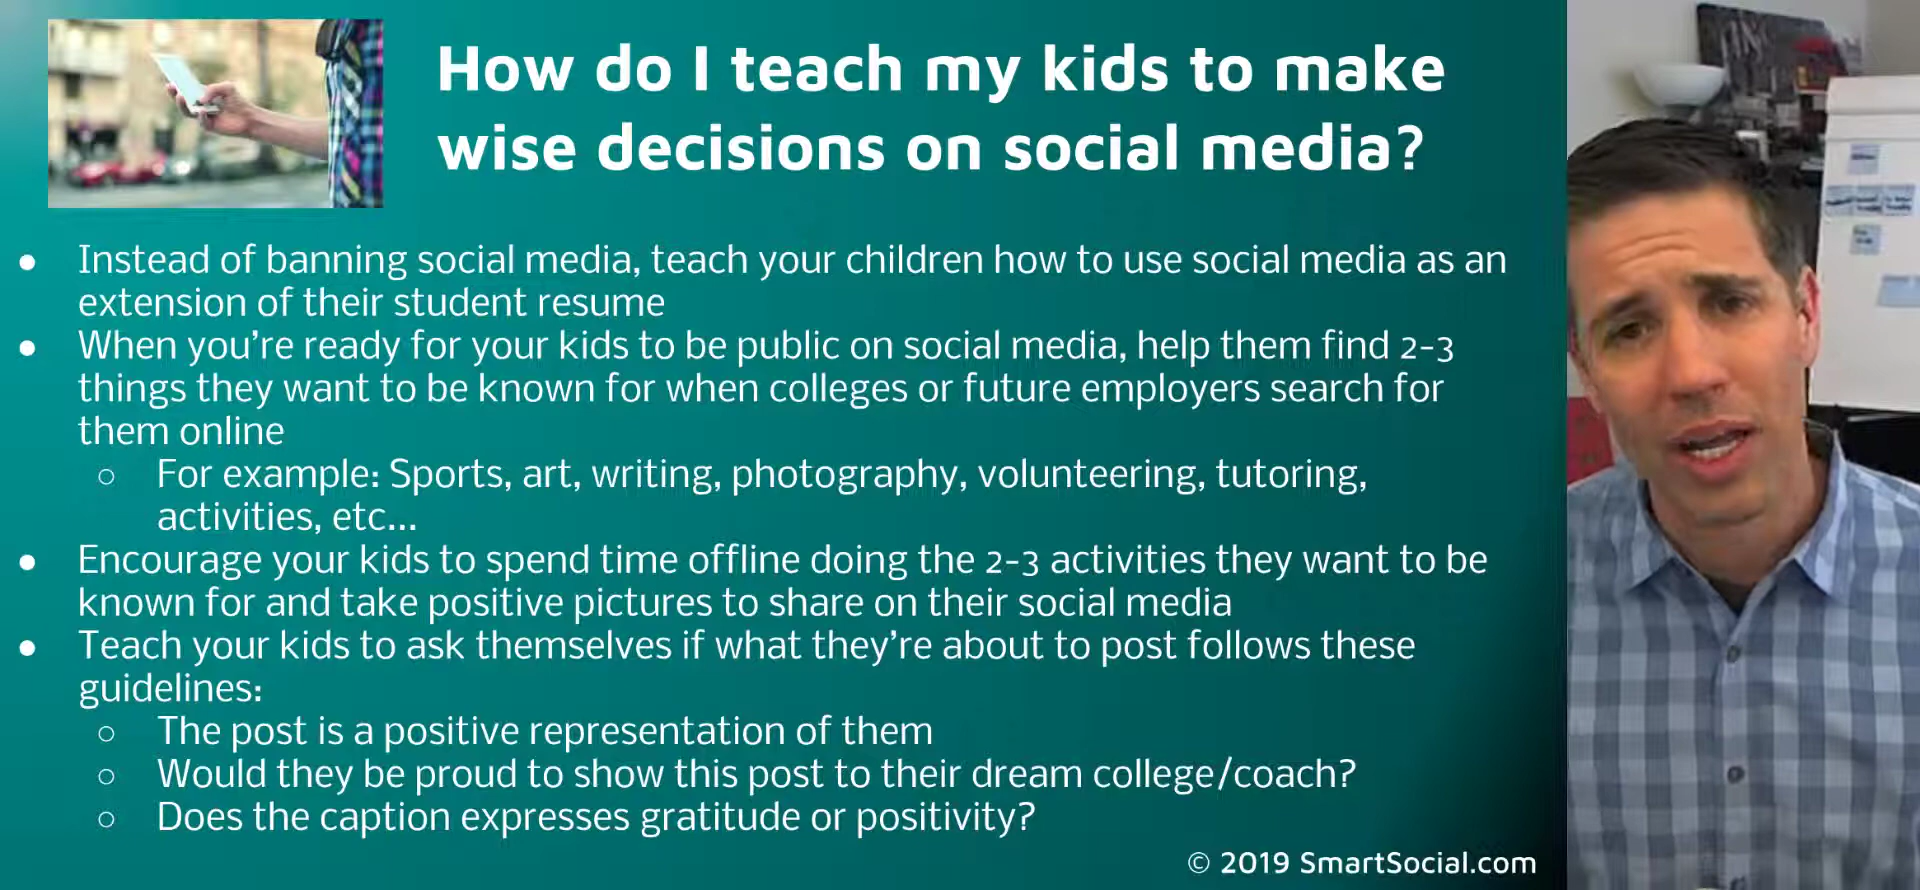 How do I teach my kids to make
wise decisions on social media?
● Instead of banning social media, teach your children how to use social media as an
extension of their student resume
● When you’re ready for your kids to be public on social media, help them find 2-3
things they want to be known for when colleges or future employers search for
them online
○ For example: Sports, art, writing, photography, volunteering, tutoring,
activities, etc...
● Encourage your kids to spend time offline doing the 2-3 activities they want to be
known for and take positive pictures to share on their social media
● Teach your kids to ask themselves if what they’re about to post follows these
guidelines:
○ The post is a positive representation of them
○ Would they be proud to show this post to their dream college/coach?
○ Does the caption expresses gratitude or positivity?
© 2019 SmartSocial.com